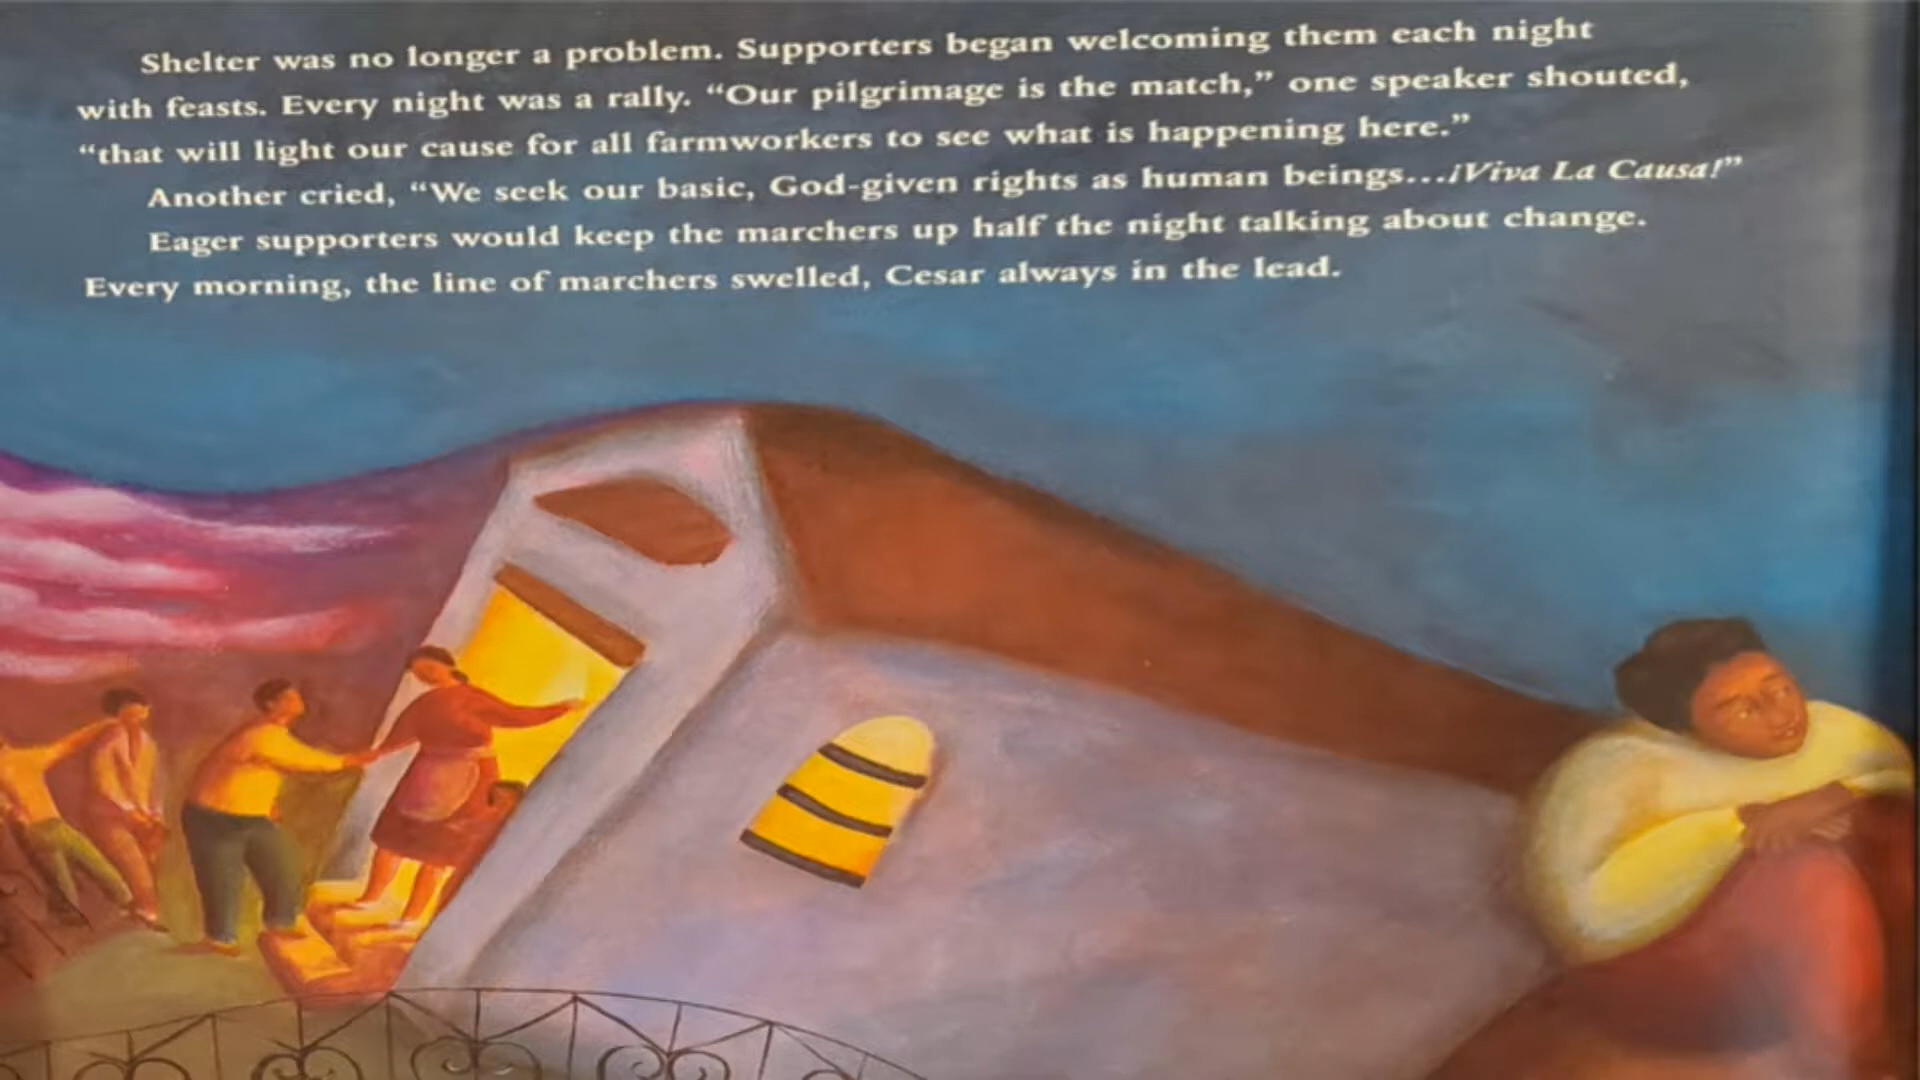 Shelter was no longer a problem. Supporters began welcoming them each night
with feasts. Every night was a rally. “Our pilgrimage is the match,” one speaker shouted,
“that will light our cause for all farmworkers to see what is happening here.”
Another cried, “We seek our basic, God-given rights as human beings...¡Viva La Causa!”
Eager supporters would keep the marchers up half the night talking about change.
Every morning, the line of marchers swelled, Cesar always in the lead.